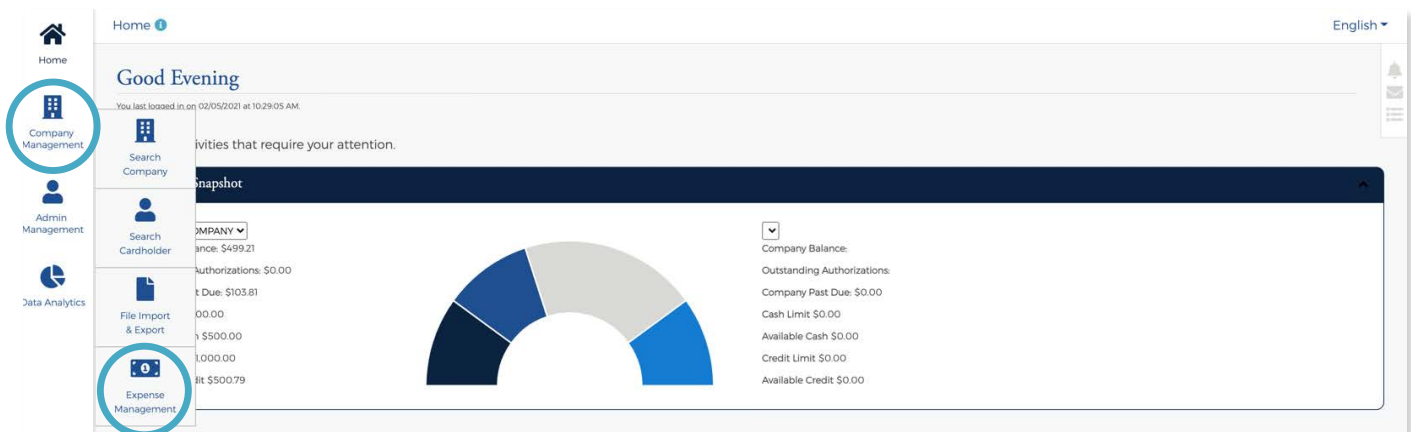 Home
English
Home
Good Evening
You last logged in on 02/05/2021 at 10:29:05 AM.
Company
Management
Search
Company
ivities that require your attention.
Snapshot
Admin
Management
Search
Cardholder
OMPANY
ance: $499.21
Company Balance:
Authorizations: $0.00
Outstanding Authorizations:
t Due: $103.81
Company Past Due: $0.00
Data Analytics
File Import
& Export
00.00
Cash Limit $0.00
h $500.00
Available Cash $0.00
1,000.00
Credit Limit $0.00
dit $500.79
Available Credit $0.00
Expense
Management